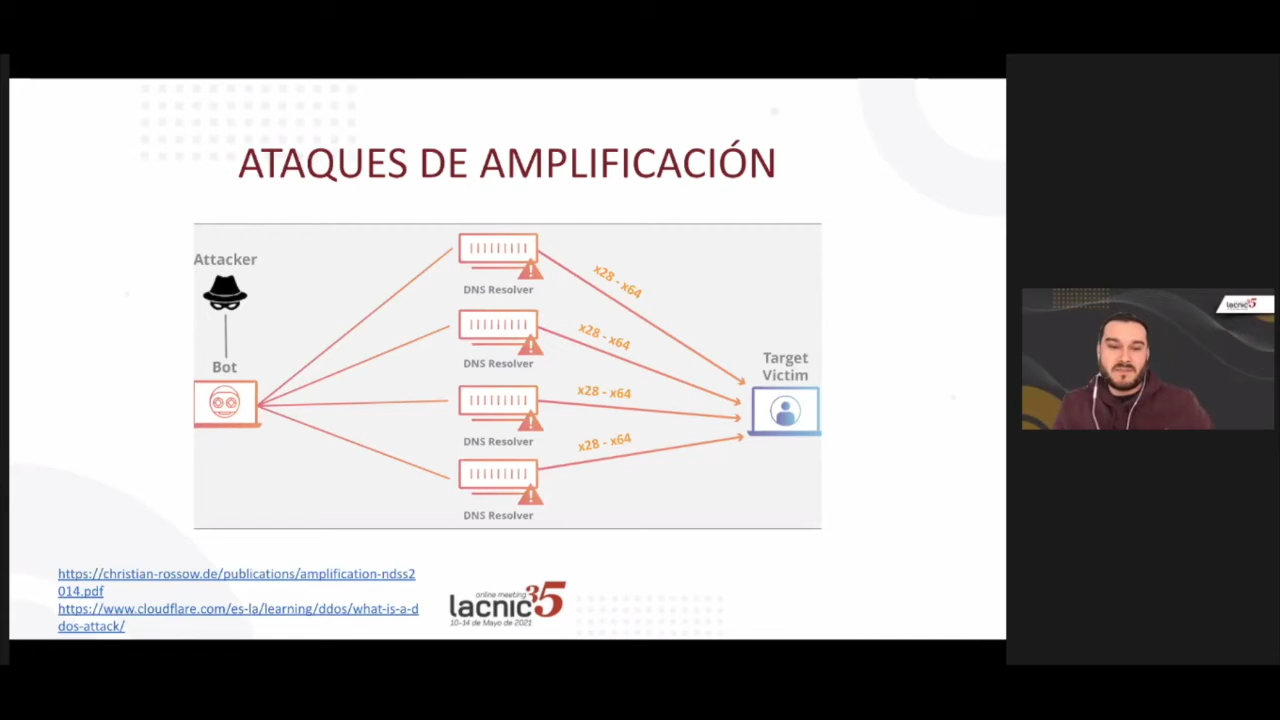 ATAQUES DE AMPLIFICACIÓN
Attacker
Bot
DNS Resolver
DNS Resolver
DNS Resolver
DNS Resolver
x28 - x64
x28 - x64
x28 - x64
x28 - x64
Target
Victim
https://christian-rossow.de/publications/amplification-ndss2
014.pdf
https://www.cloudflare.com/es-la/learning/ddos/what-is-a-d
dos-attack/
online meeting
lacnic35
10-14 de Mayo de 2021
lacnic35